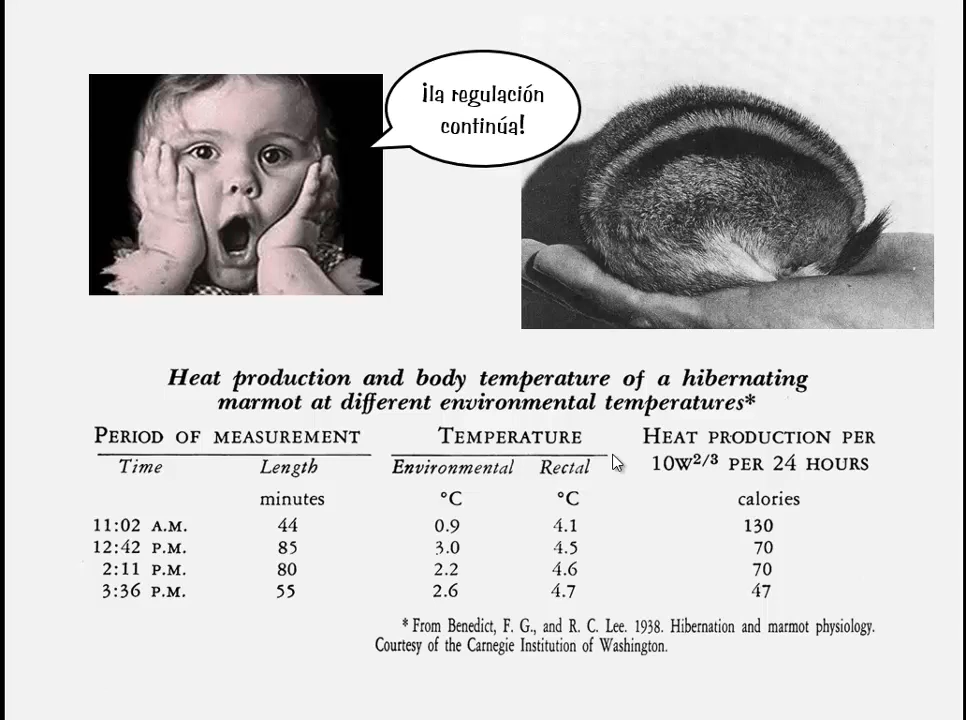 ¡la regulación
continúa!
Heat production and body temperature of a hibernating
marmot at different environmental temperatures*
PERIOD OF MEASUREMENT TEMPERATURE HEAT PRODUCTION PER
Time Length Environmental Rectal 10W2/3 PER 24 HOURS
minutes °C °C calories
11:02 A.M. 44 0.9 4.1 130
12:42 P.M. 85 3.0 4.5 70
2:11 P.M. 80 2.2 4.6 70
3:36 P.M. 55 2.6 4.7 47
* From Benedict, F. G., and R. C. Lee. 1938. Hibernation and marmot physiology.
Courtesy of the Carnegie Institution of Washington.